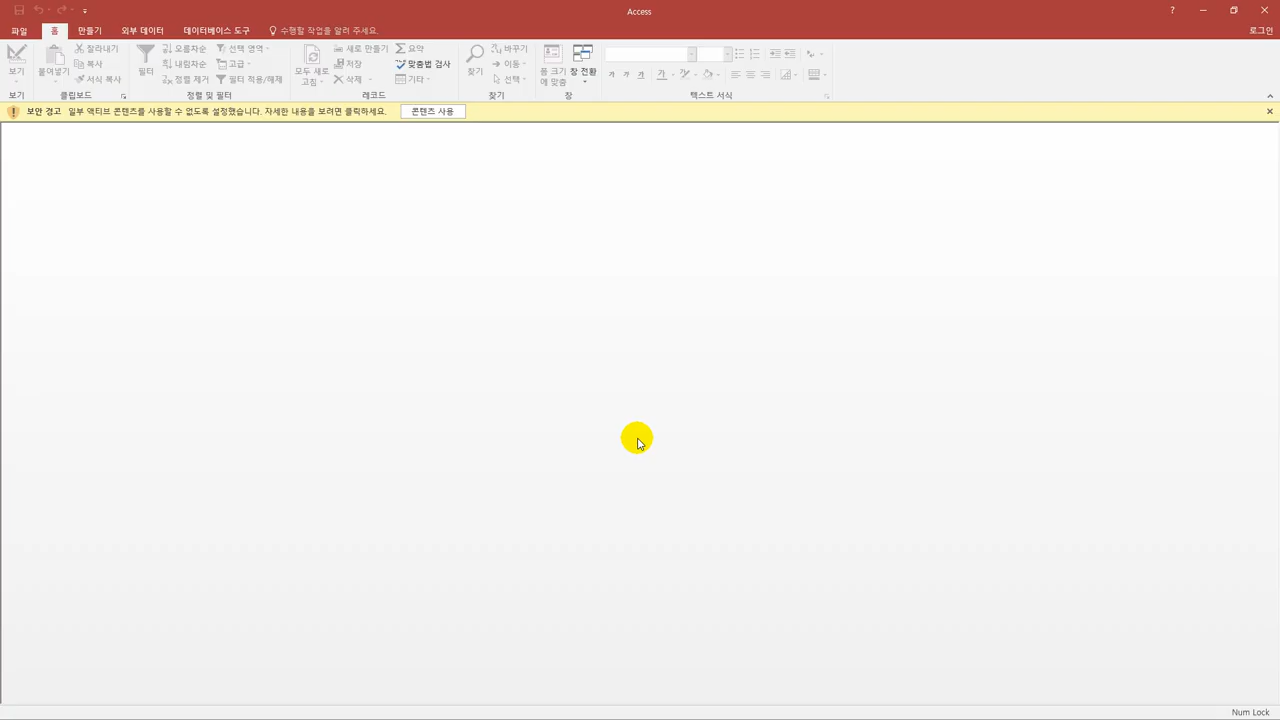 Access
파일 홈 만들기 외부 데이터 데이터베이스 도구 수행할 작업을 알려 주세요. 로그인
보기 붙여넣기 잘라내기 복사 서식 복사 필터 오름차순 내림차순 정렬 제거 선택 영역 고급 필터 적용/해제 모두 새로 고침 새로 만들기 저장 삭제 요약 맞춤법 검사 기타 찾기 바꾸기 이동 선택 폼 크기에 맞춤 창 전환 가 가 가 가
보기 클립보드 정렬 및 필터 레코드 찾기 창 텍스트 서식
보안 경고 일부 액티브 콘텐츠를 사용할 수 없도록 설정했습니다. 자세한 내용을 보려면 클릭하세요. 콘텐츠 사용
Num Lock